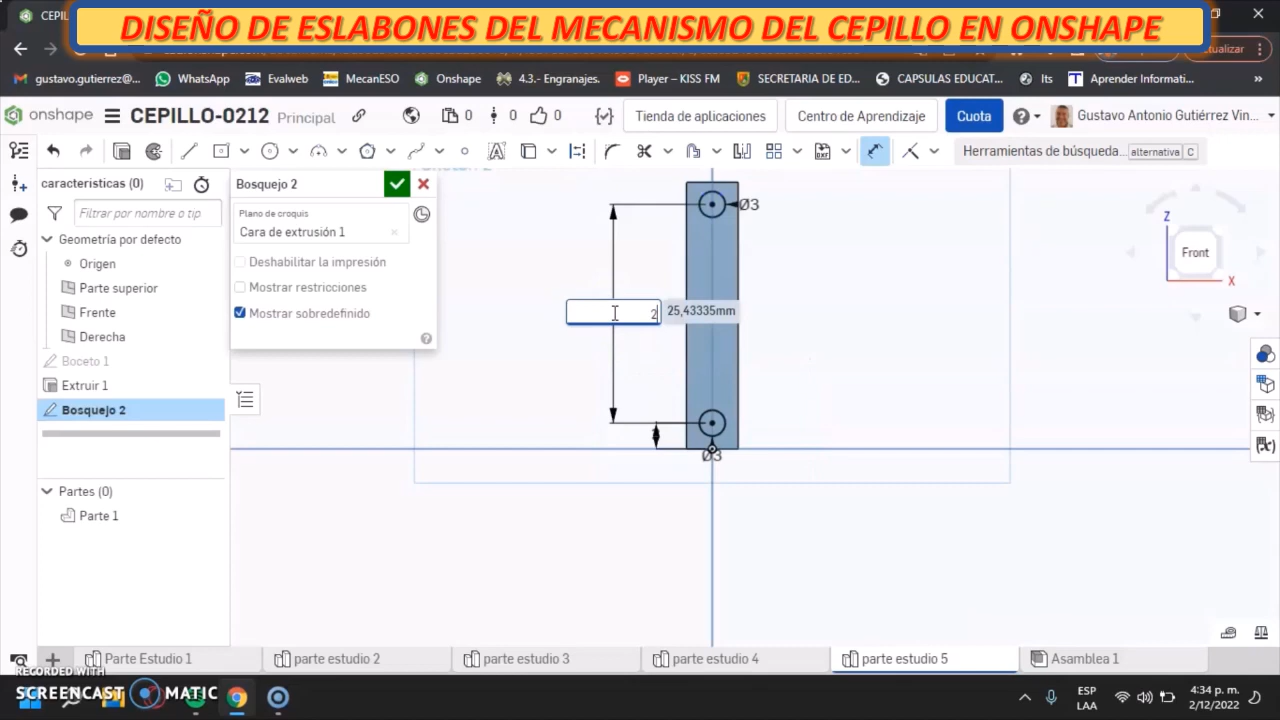 CEPIL
DISEÑO DE ESLABONES DEL MECANISMO DEL CEPILLO EN ONSHAPE
ctualizar
gustavo.gutierrez@...
WhatsApp
Evalweb
MecanESO
Onshape
4.3.- Engranajes.
Player – KISS FM
SECRETARIA DE ED...
CAPSULAS EDUCAT...
Its
Aprender Informati...
»
onshape
CEPILLO-0212
Principal
0
0
0
Tienda de aplicaciones
Centro de Aprendizaje
Cuota
Gustavo Antonio Gutiérrez Vin...
Herramientas de búsqueda...
alternativa C
caracteristicas (0)
Filtrar por nombre o tip
Geometría por defecto
Origen
Parte superior
Frente
Derecha
Boceto 1
Extruir 1
Bosquejo 2
Partes (0)
Parte 1
Bosquejo 2
Plano de croquis
Cara de extrusión 1
Deshabilitar la impresión
Mostrar restricciones
Mostrar sobredefinido
Ø3
2
25,43335mm
Ø3
Z
Front
X
Parte Estudio 1
parte estudio 2
parte estudio 3
parte estudio 4
parte estudio 5
Asamblea 1
RECORDED WITH
SCREENCAST MATIC
ESP
LAA
4:34 p. m.
2/12/2022